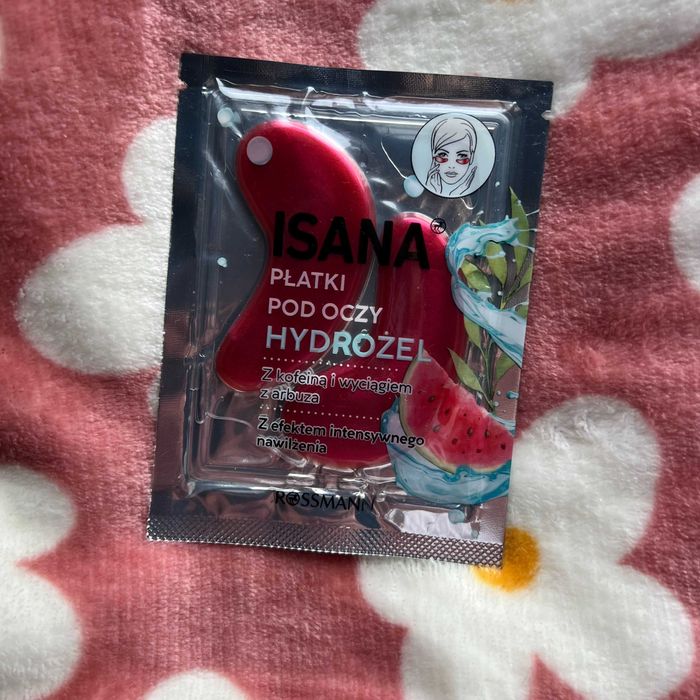 ISANA
PŁATKI
POD OCZY
HYDROŻEL
Z kofeiną i wyciągiem
z arbuza
Z efektem intensywnego
nawilżenia
ROSSMANN